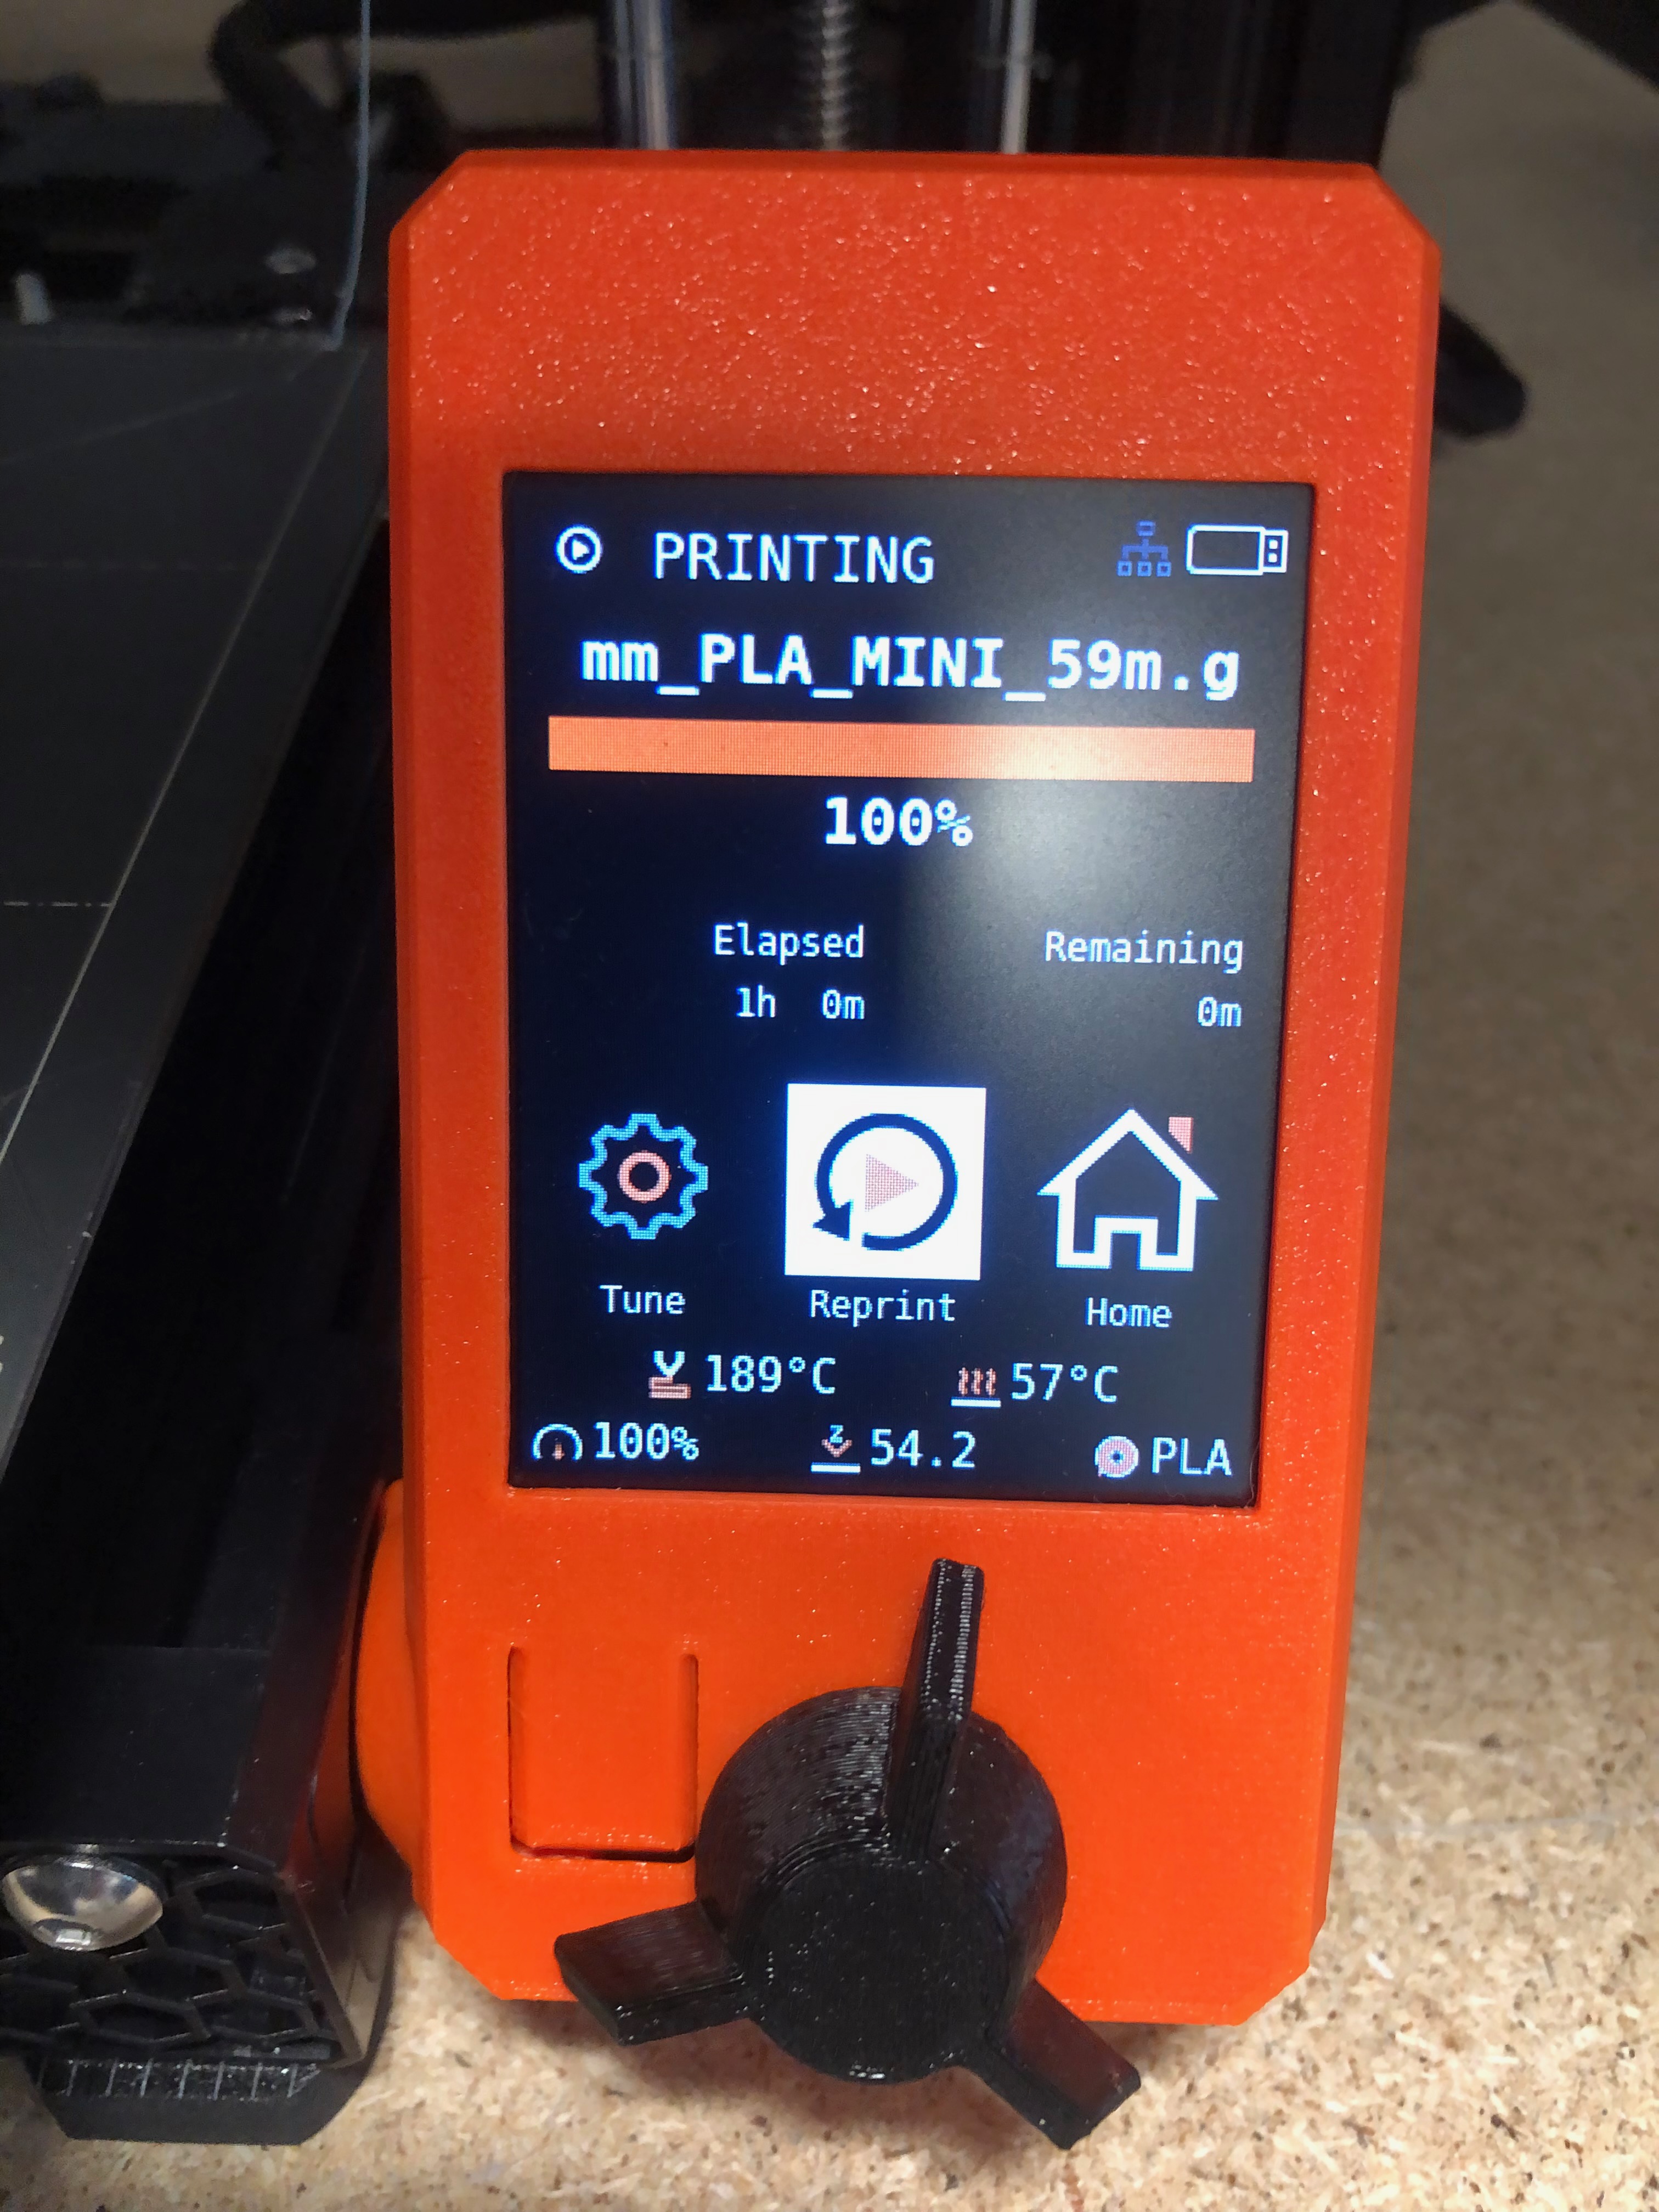 PRINTING
mm_PLA_MINI_59m.g
100%
Elapsed Remaining
1h 0m 0m
Tune Reprint Home
189°C 57°C
100% 54.2 PLA